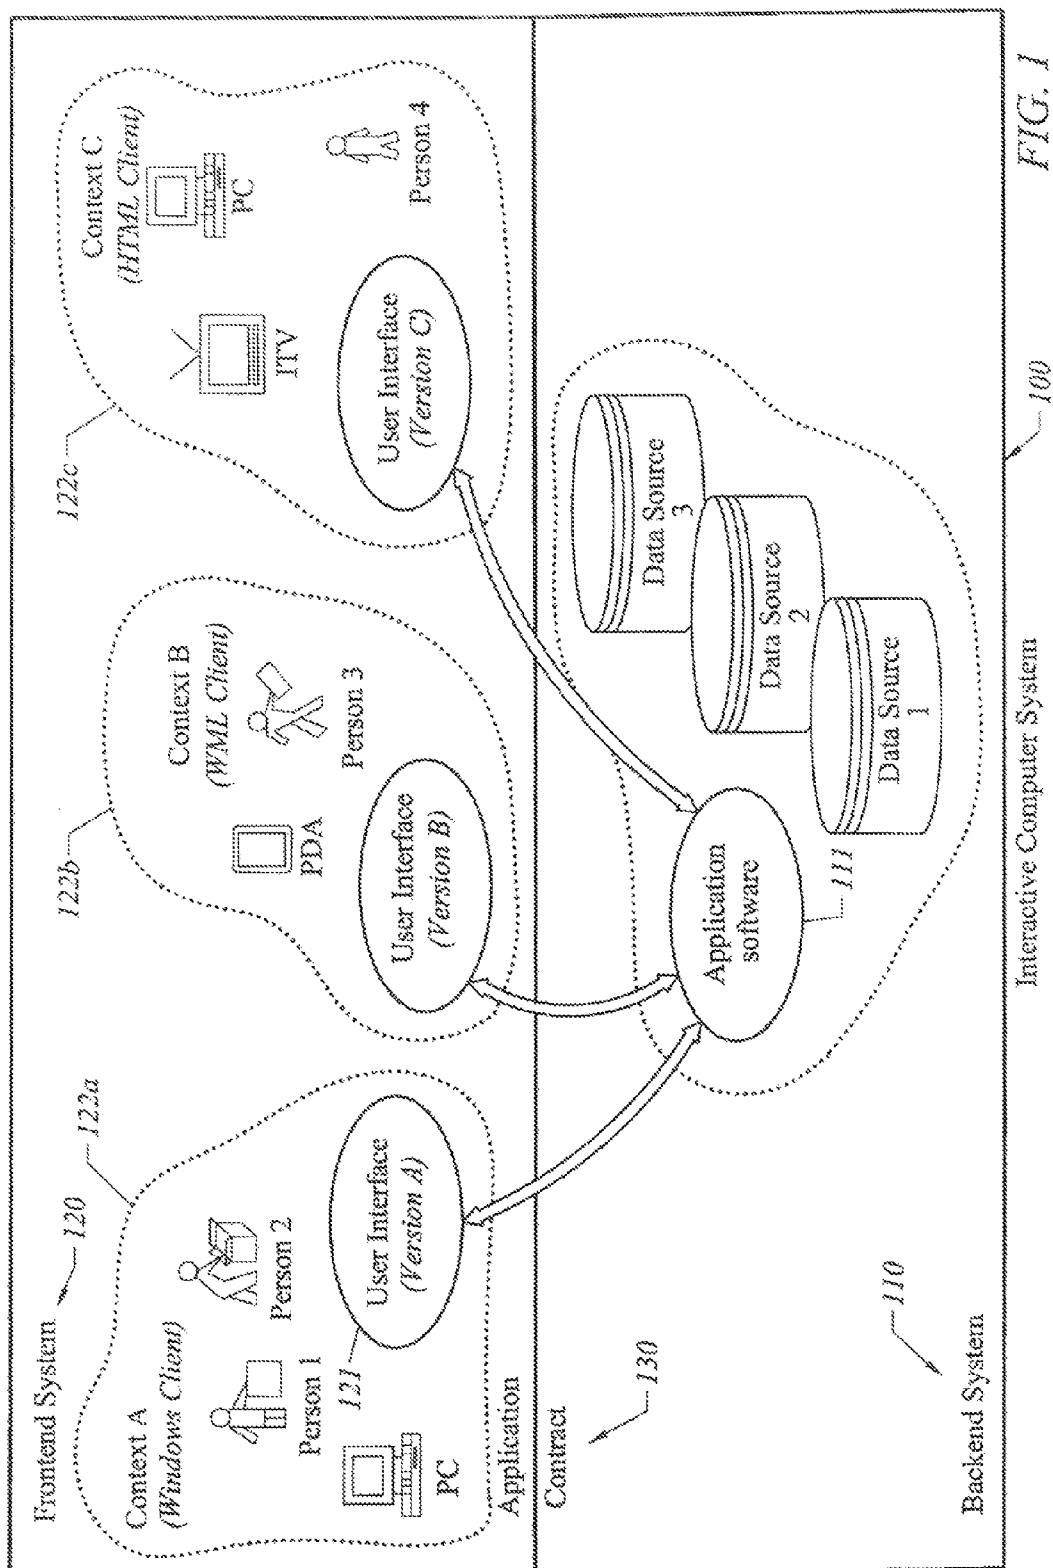 Frontend System
120
Context A
(Windows Client)
Person 1
Person 2
PC
121
User Interface
(Version A)
122a
122b
Context B
(WML Client)
PDA
Person 3
User Interface
(Version B)
122c
Context C
(HTML Client)
ITV
PC
Person 4
User Interface
(Version C)
Application
Contract
130
Application
software
111
Data Source
1
Data Source
2
Data Source
3
110
Backend System
Interactive Computer System
100
FIG. 1